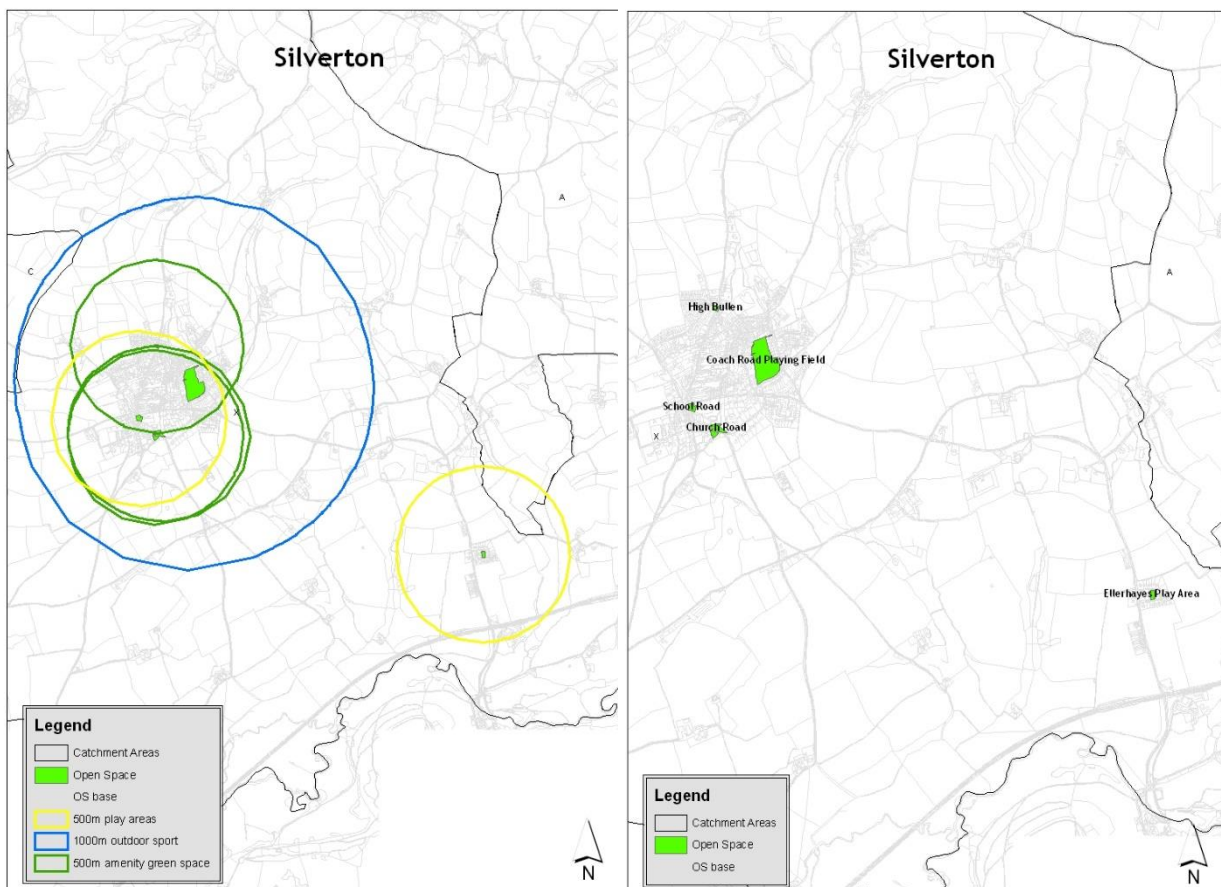 Silverton
A
C
X
Legend
Catchment Areas
Open Space
OS base
500m play areas
1000m outdoor sport
500m amenity green space
N
Silverton
A
High Bullen
Coach Road Playing Field
School Road
Church Road
X
Ellerhayes Play Area
Legend
Catchment Areas
Open Space
OS base
N